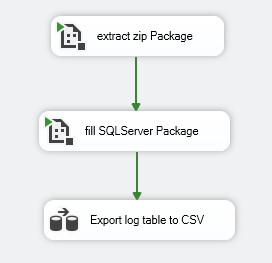 extract zip Package
fill SQLServer Package
Export log table to CSV